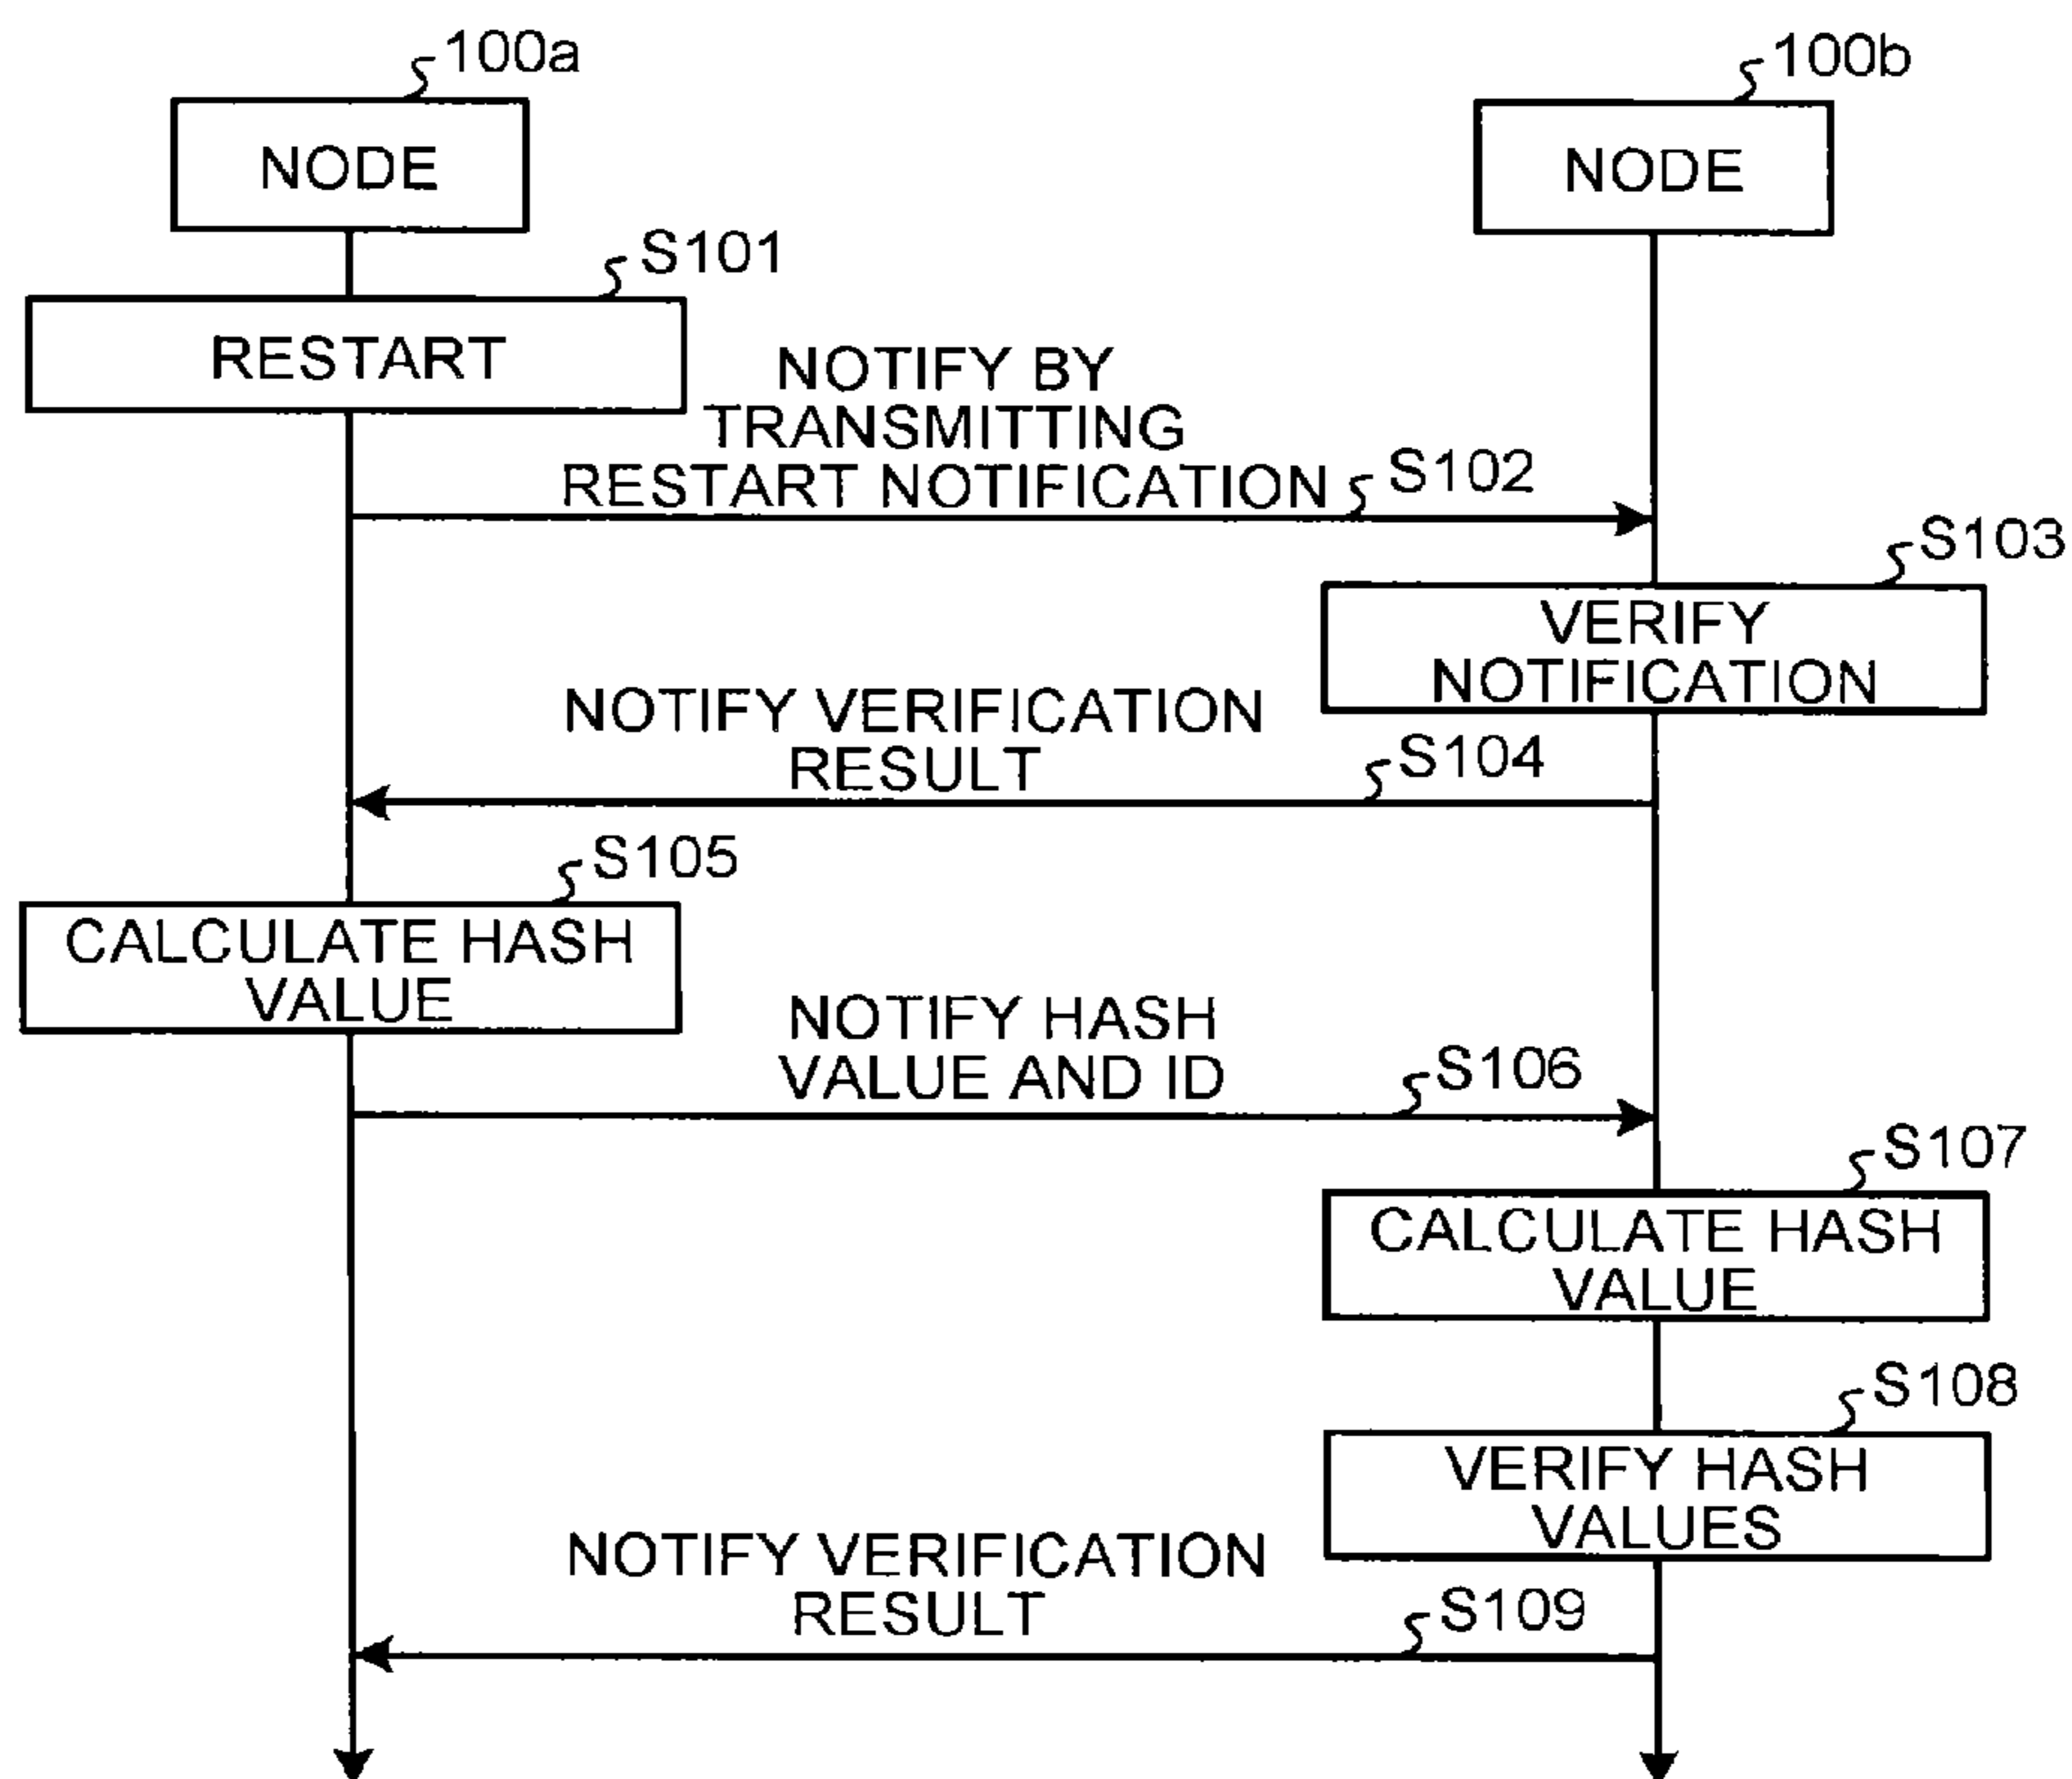 100a
100b
NODE
NODE
S101
RESTART
NOTIFY BY
TRANSMITTING
RESTART NOTIFICATION
S102
S103
VERIFY
NOTIFICATION
NOTIFY VERIFICATION
RESULT
S104
S105
CALCULATE HASH
VALUE
NOTIFY HASH
VALUE AND ID
S106
S107
CALCULATE HASH
VALUE
S108
VERIFY HASH
VALUES
NOTIFY VERIFICATION
RESULT
S109